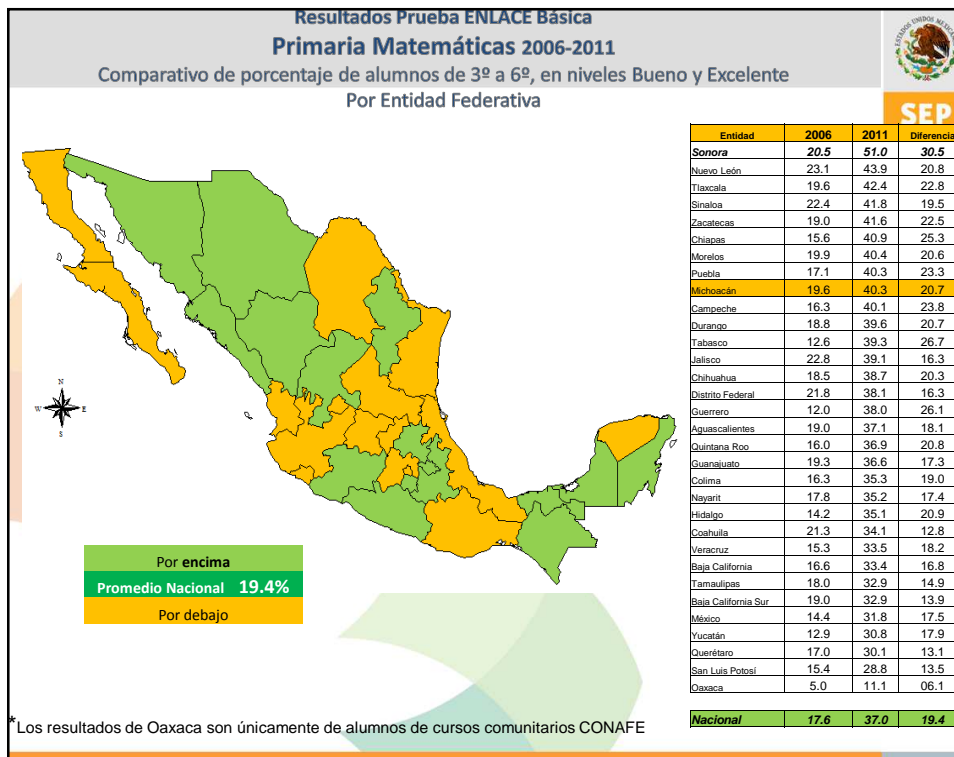 Resultados Prueba ENLACE Básica
Primaria Matemáticas 2006-2011
Comparativo de porcentaje de alumnos de 3º a 6º, en niveles Bueno y Excelente
Por Entidad Federativa
ESTADOS UNIDOS MEXICANOS
SEP
Entidad 2006 2011 Diferencia
Sonora 20.5 51.0 30.5
Nuevo León 23.1 43.9 20.8
Tlaxcala 19.6 42.4 22.8
Sinaloa 22.4 41.8 19.5
Zacatecas 19.0 41.6 22.5
Chiapas 15.6 40.9 25.3
Morelos 19.9 40.4 20.6
Puebla 17.1 40.3 23.3
Michoacán 19.6 40.3 20.7
Campeche 16.3 40.1 23.8
Durango 18.8 39.6 20.7
Tabasco 12.6 39.3 26.7
Jalisco 22.8 39.1 16.3
Chihuahua 18.5 38.7 20.3
Distrito Federal 21.8 38.1 16.3
Guerrero 12.0 38.0 26.1
Aguascalientes 19.0 37.1 18.1
Quintana Roo 16.0 36.9 20.8
Guanajuato 19.3 36.6 17.3
Colima 16.3 35.3 19.0
Nayarit 17.8 35.2 17.4
Hidalgo 14.2 35.1 20.9
Coahuila 21.3 34.1 12.8
Veracruz 15.3 33.5 18.2
Baja California 16.6 33.4 16.8
Tamaulipas 18.0 32.9 14.9
Baja California Sur 19.0 32.9 13.9
México 14.4 31.8 17.5
Yucatán 12.9 30.8 17.9
Querétaro 17.0 30.1 13.1
San Luis Potosí 15.4 28.8 13.5
Oaxaca 5.0 11.1 06.1
Nacional 17.6 37.0 19.4
N
W E
S
Por encima
Promedio Nacional 19.4%
Por debajo
*Los resultados de Oaxaca son únicamente de alumnos de cursos comunitarios CONAFE